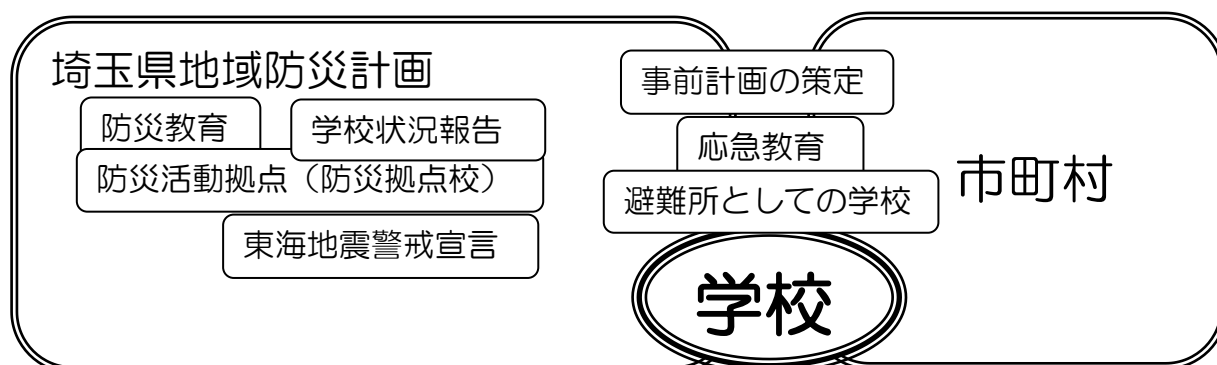 埼玉県地域防災計画
防災教育
学校状況報告
防災活動拠点（防災拠点校）
東海地震警戒宣言
事前計画の策定
応急教育
避難所としての学校
学校
市町村